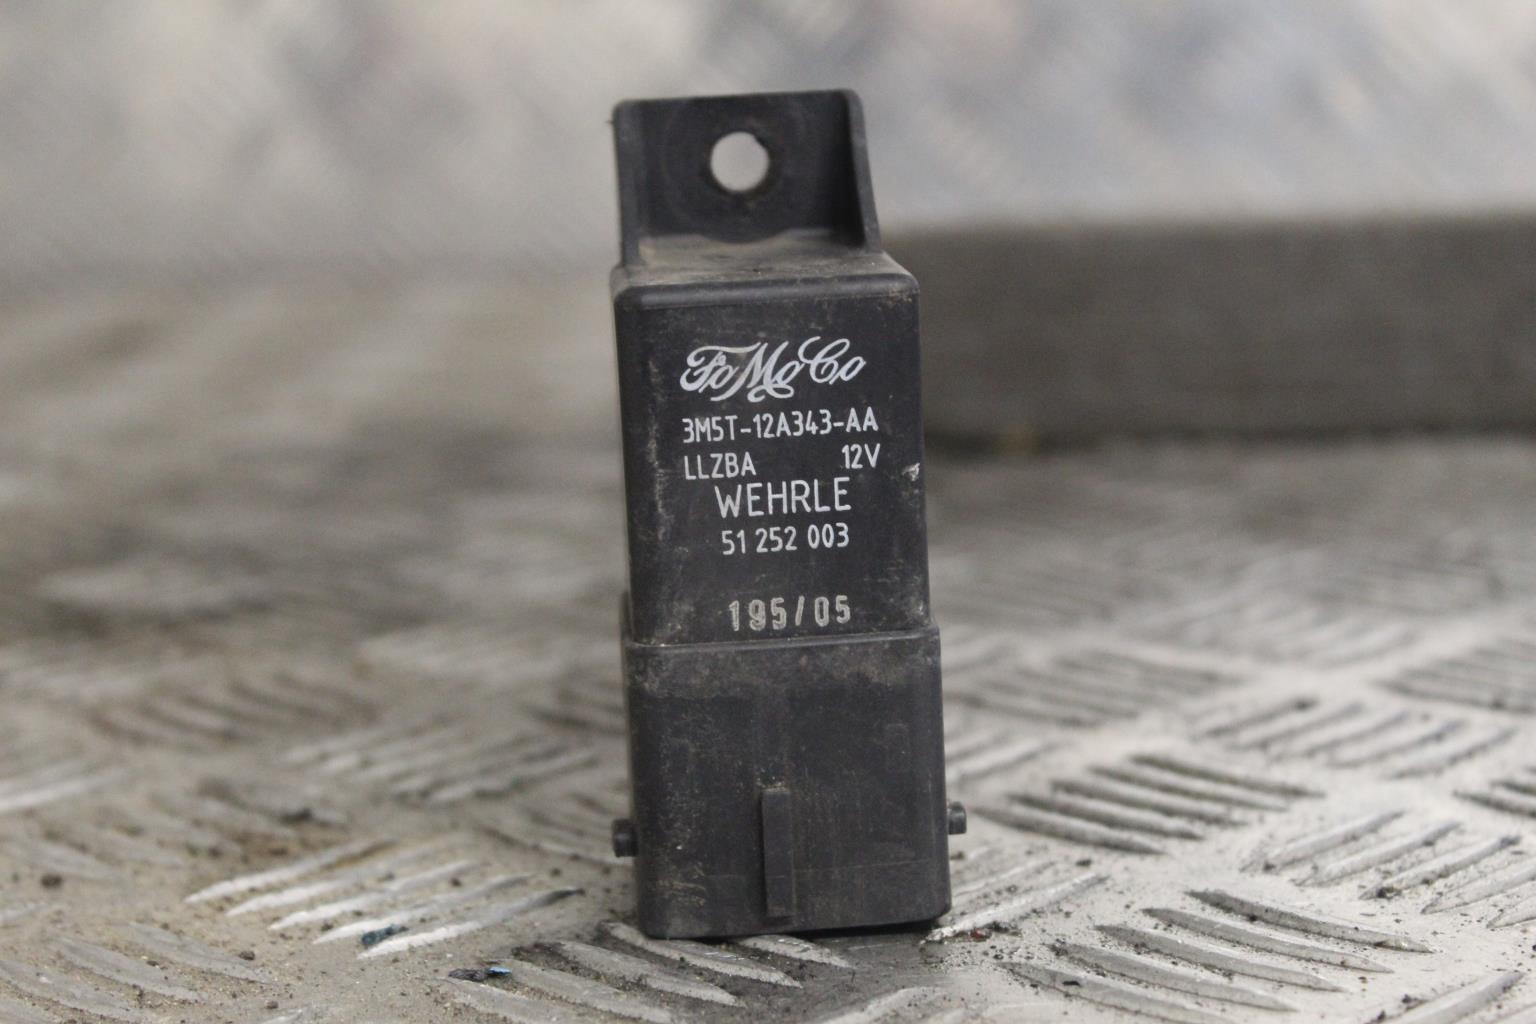 FoMoCo
3M5T-12A343-AA
LLZBA 12V
WEHRLE
51 252 003
195/05